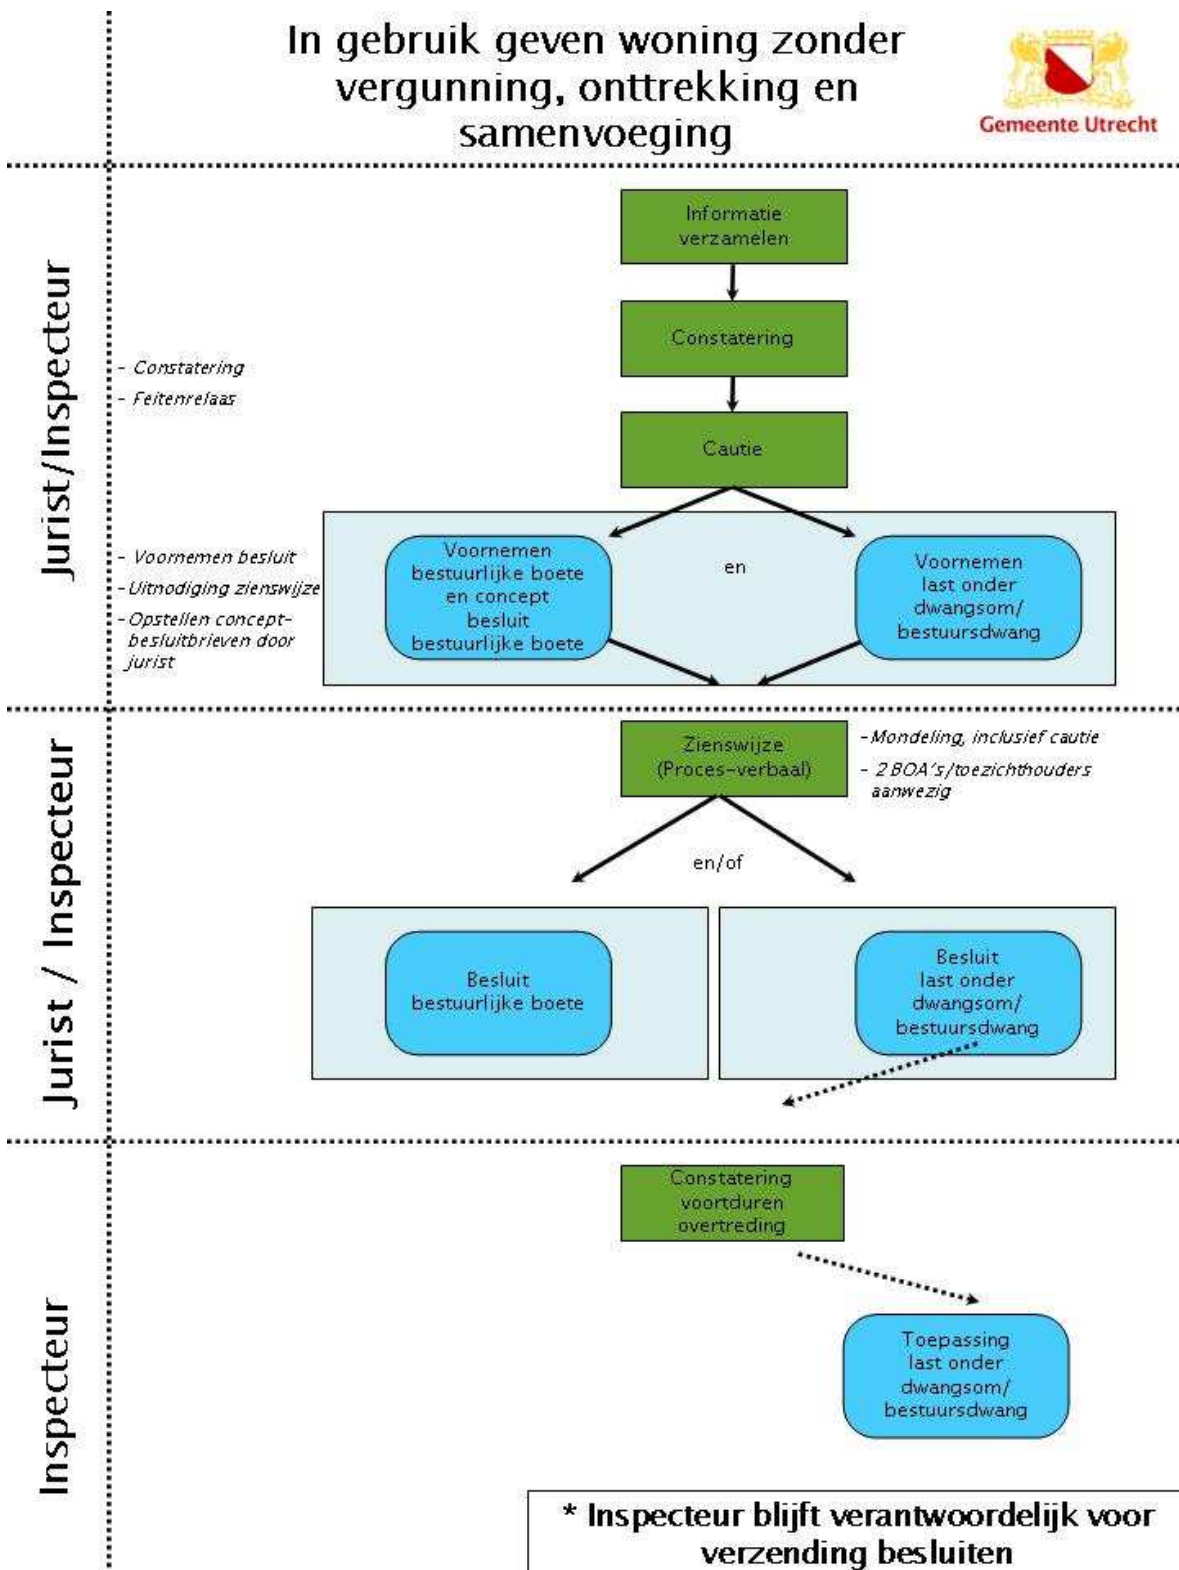 In gebruik geven woning zonder
vergunning, onttrekking en
samenvoeging
Gemeente Utrecht
Jurist/Inspecteur
Informatie
verzamelen
Constatering
- Constatering
- Feitenrelaas
Cautie
- Voornemen besluit
-Uitnodiging zienswijze
-Opstellen concept-
besluitbrieven door
jurist
Voornemen
bestuurlijke boete
en concept
besluit
bestuurlijke boete
en
Voornemen
last onder
dwangsom/
bestuursdwang
Jurist / Inspecteur
Zienswijze
(Proces-verbaal)
-Mondeling, inclusief cautie
- 2 BOA's/toezichthouders
aanwezig
en/of
Besluit
bestuurlijke boete
Besluit
last onder
dwangsom/
bestuursdwang
Inspecteur
Constatering
voortduren
overtreding
Toepassing
last onder
dwangsom/
bestuursdwang
* Inspecteur blijft verantwoordelijk voor
verzending besluiten